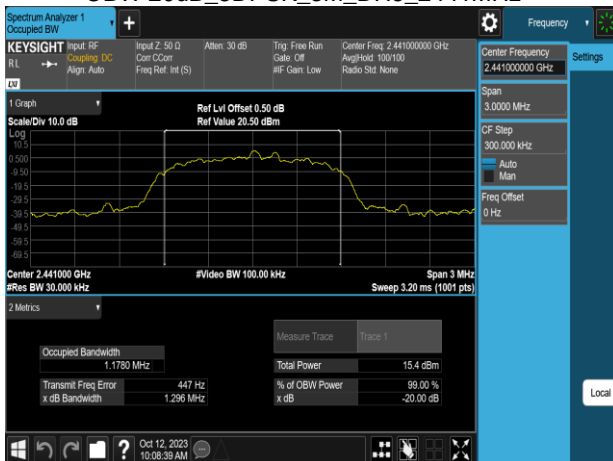 Spectrum Analyzer 1
Occupied BW
Frequency
KEYSIGHT
Input: RF
Input Z: 50 Ω
Atten: 30 dB
Trig: Free Run
Center Freq: 2.441000000 GHz
RL
Coupling: DC
Corr CCorr
Gate: Off
Avg|Hold: 100/100
Align: Auto
Freq Ref: Int (S)
#IF Gain: Low
Radio Std: None
LXI
Center Frequency
2.441000000 GHz
Settings
Span
3.0000 MHz
CF Step
300.000 kHz
Auto
Man
Freq Offset
0 Hz
1 Graph
Ref Lvl Offset 0.50 dB
Scale/Div 10.0 dB
Ref Value 20.50 dBm
Log
10.5
0.500
-9.50
-19.5
-29.5
-39.5
-49.5
-59.5
-69.5
Center 2.441000 GHz
#Video BW 100.00 kHz
Span 3 MHz
#Res BW 30.000 kHz
Sweep 3.20 ms (1001 pts)
2 Metrics
Measure Trace
Trace 1
Occupied Bandwidth
1.1780 MHz
Total Power
15.4 dBm
Transmit Freq Error
447 Hz
% of OBW Power
99.00 %
x dB Bandwidth
1.296 MHz
x dB
-20.00 dB
Local
?
Oct 12, 2023
10:08:39 AM